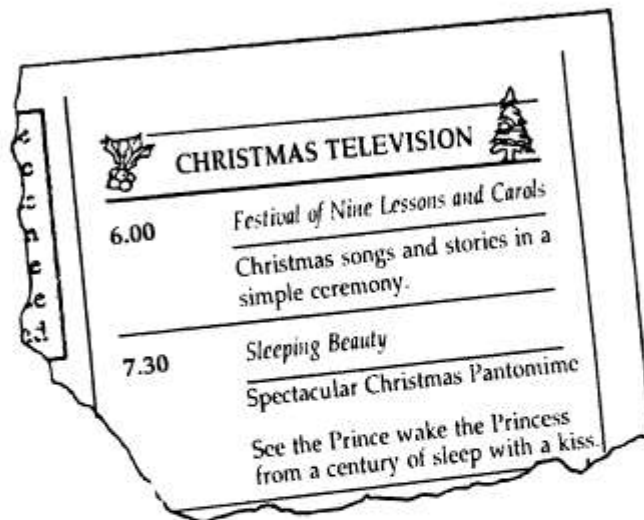 CHRISTMAS TELEVISION
6.00 Festival of Nine Lessons and Carols
Christmas songs and stories in a
simple ceremony.
7.30 Sleeping Beauty
Spectacular Christmas Pantomime
See the Prince wake the Princess
from a century of sleep with a kiss.